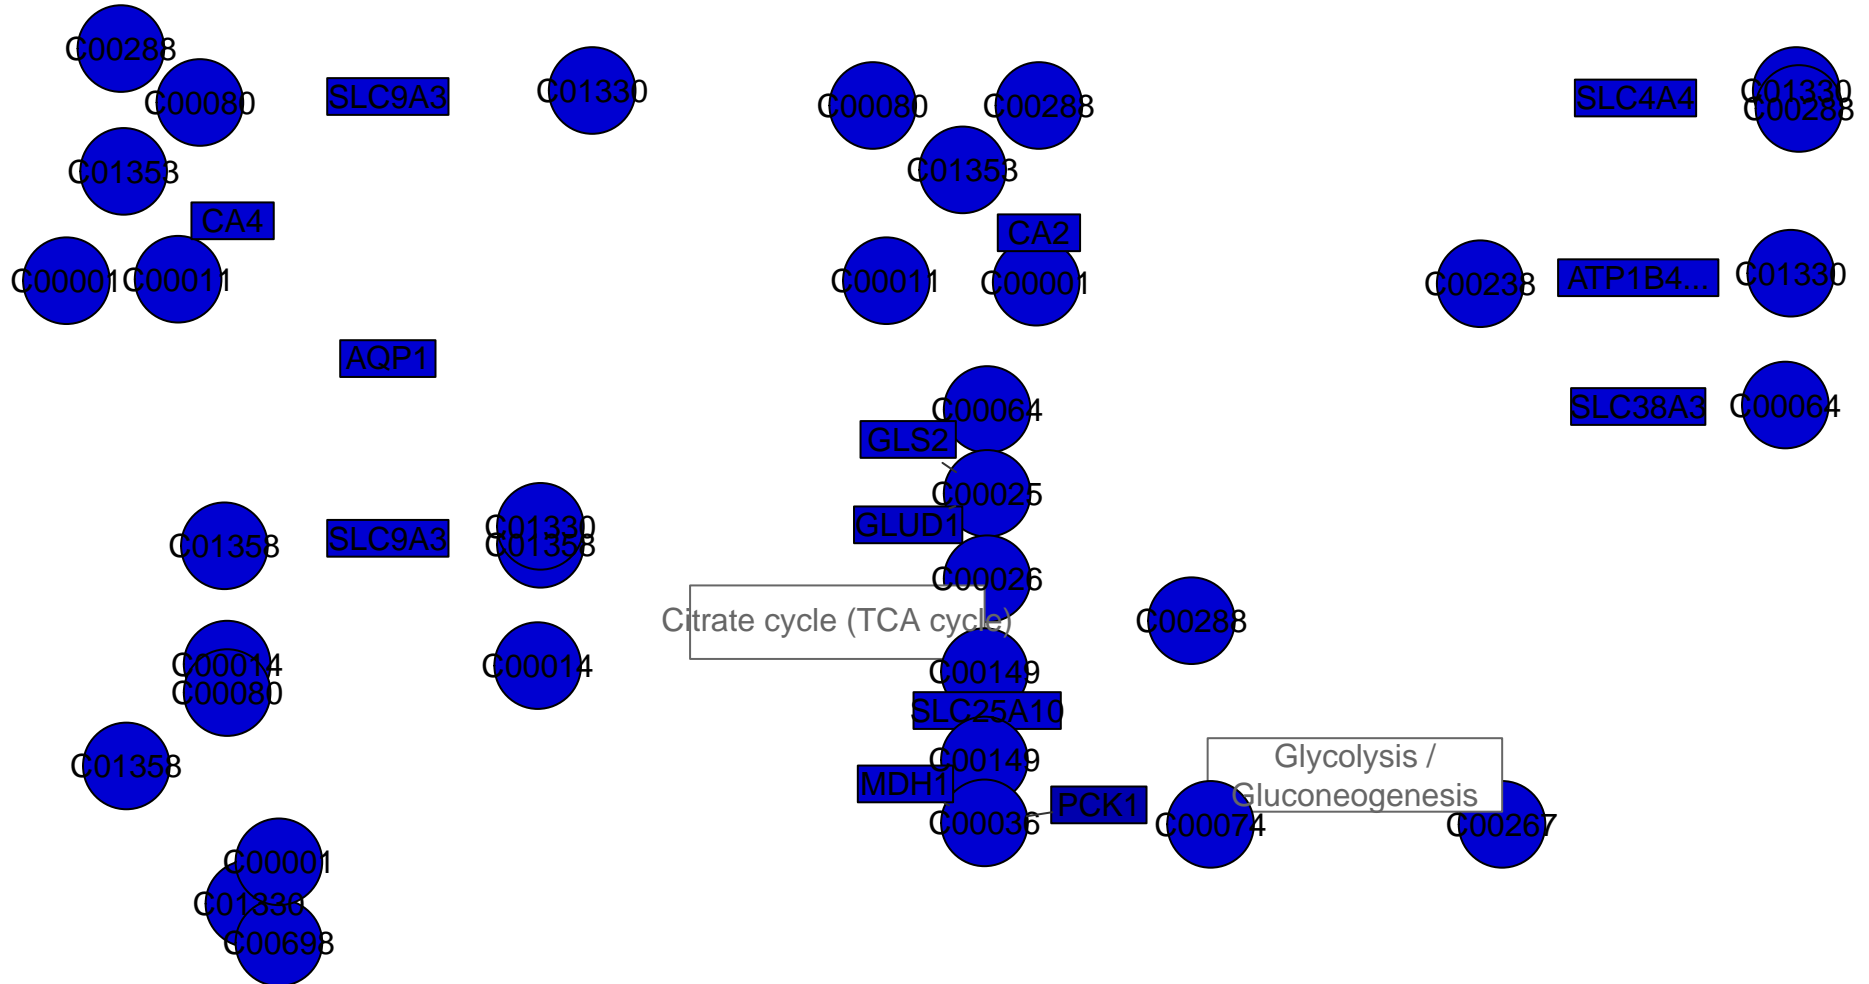 C00288
C00080
SLC9A3
C01330
C00080
C00288
SLC4A4
C01330
C00288
C01353
C01353
CA4
CA2
C00001
C00011
C00011
C00001
C00238
ATP1B4...
C01330
AQP1
C00064
SLC38A3
C00064
GLS2
C00025
GLUD1
C01358
SLC9A3
C01330
C01358
C00026
Citrate cycle (TCA cycle)
C00288
C00014
C00080
C00014
C00149
SLC25A10
C01358
C00149
MDH1
Glycolysis /
Gluconeogenesis
C00036
PCK1
C00074
C00267
C00001
C01330
C00698